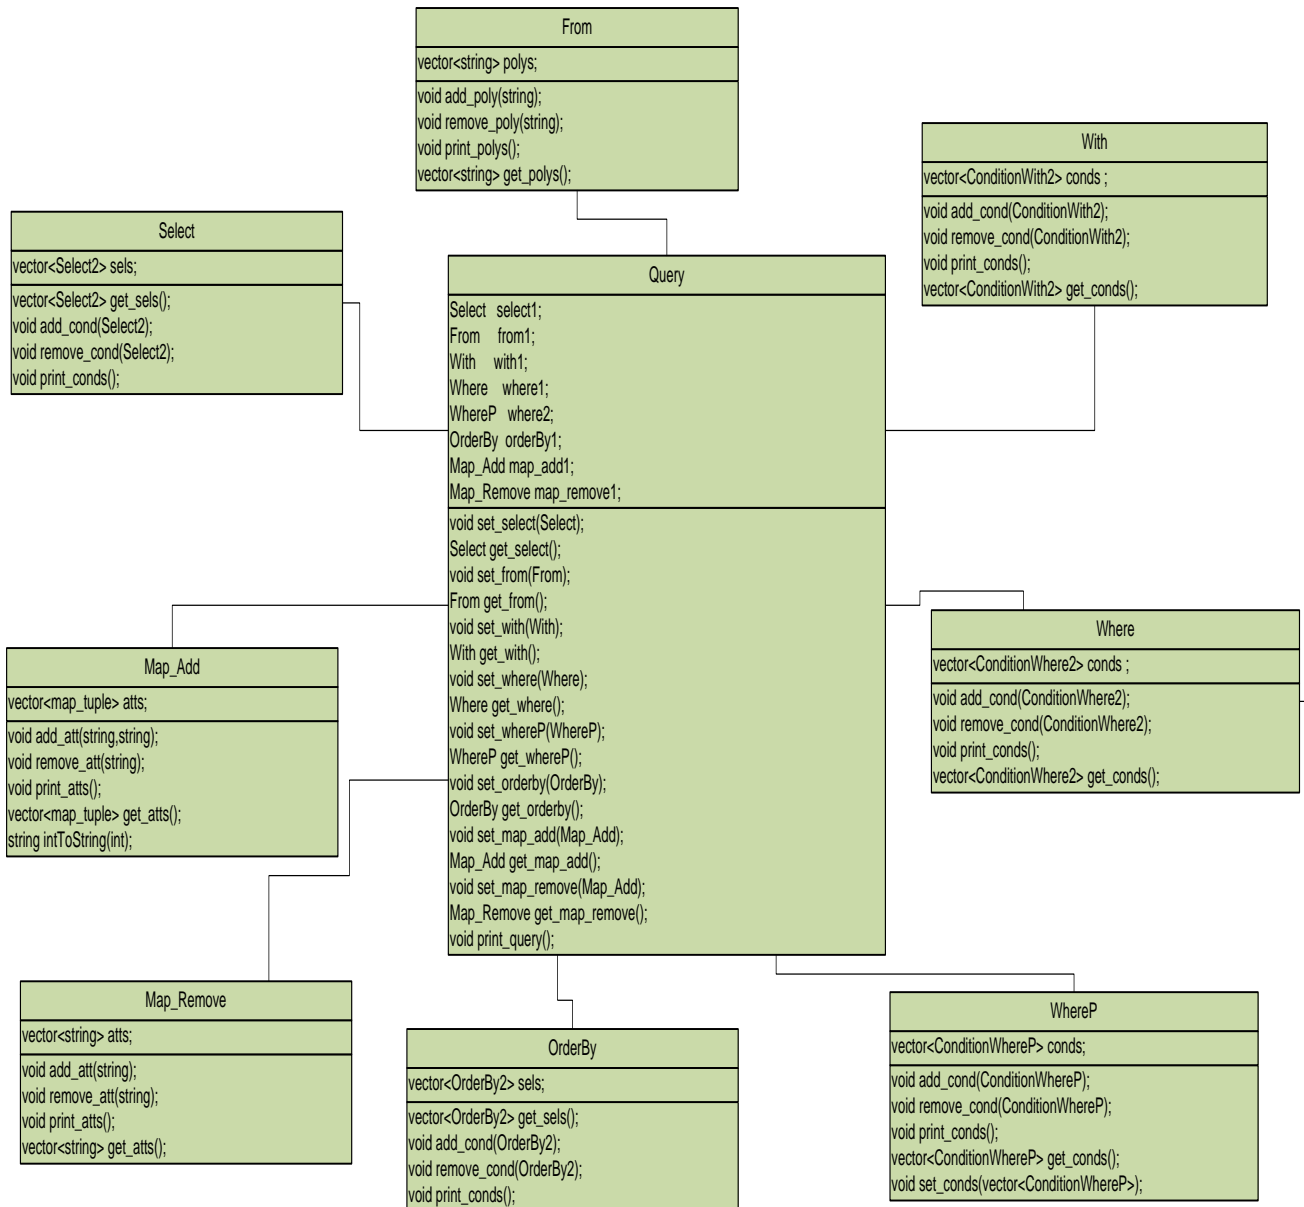 From
vector<string> polys;
void add_poly(string);
void remove_poly(string);
void print_polys();
vector<string> get_polys();
With
vector<ConditionWith2> conds ;
void add_cond(ConditionWith2);
void remove_cond(ConditionWith2);
void print_conds();
vector<ConditionWith2> get_conds();
Select
vector<Select2> sels;
vector<Select2> get_sels();
void add_cond(Select2);
void remove_cond(Select2);
void print_conds();
Query
Select select1;
From from1;
With with1;
Where where1;
WhereP where2;
OrderBy orderBy1;
Map_Add map_add1;
Map_Remove map_remove1;
void set_select(Select);
Select get_select();
void set_from(From);
From get_from();
void set_with(With);
With get_with();
void set_where(Where);
Where get_where();
void set_whereP(WhereP);
WhereP get_whereP();
void set_orderby(OrderBy);
OrderBy get_orderby();
void set_map_add(Map_Add);
Map_Add get_map_add();
void set_map_remove(Map_Add);
Map_Remove get_map_remove();
void print_query();
Where
vector<ConditionWhere2> conds ;
void add_cond(ConditionWhere2);
void remove_cond(ConditionWhere2);
void print_conds();
vector<ConditionWhere2> get_conds();
Map_Add
vector<map_tuple> atts;
void add_att(string,string);
void remove_att(string);
void print_atts();
vector<map_tuple> get_atts();
string intToString(int);
Map_Remove
vector<string> atts;
void add_att(string);
void remove_att(string);
void print_atts();
vector<string> get_atts();
OrderBy
vector<OrderBy2> sels;
vector<OrderBy2> get_sels();
void add_cond(OrderBy2);
void remove_cond(OrderBy2);
void print_conds();
WhereP
vector<ConditionWhereP> conds;
void add_cond(ConditionWhereP);
void remove_cond(ConditionWhereP);
void print_conds();
vector<ConditionWhereP> get_conds();
void set_conds(vector<ConditionWhereP>);